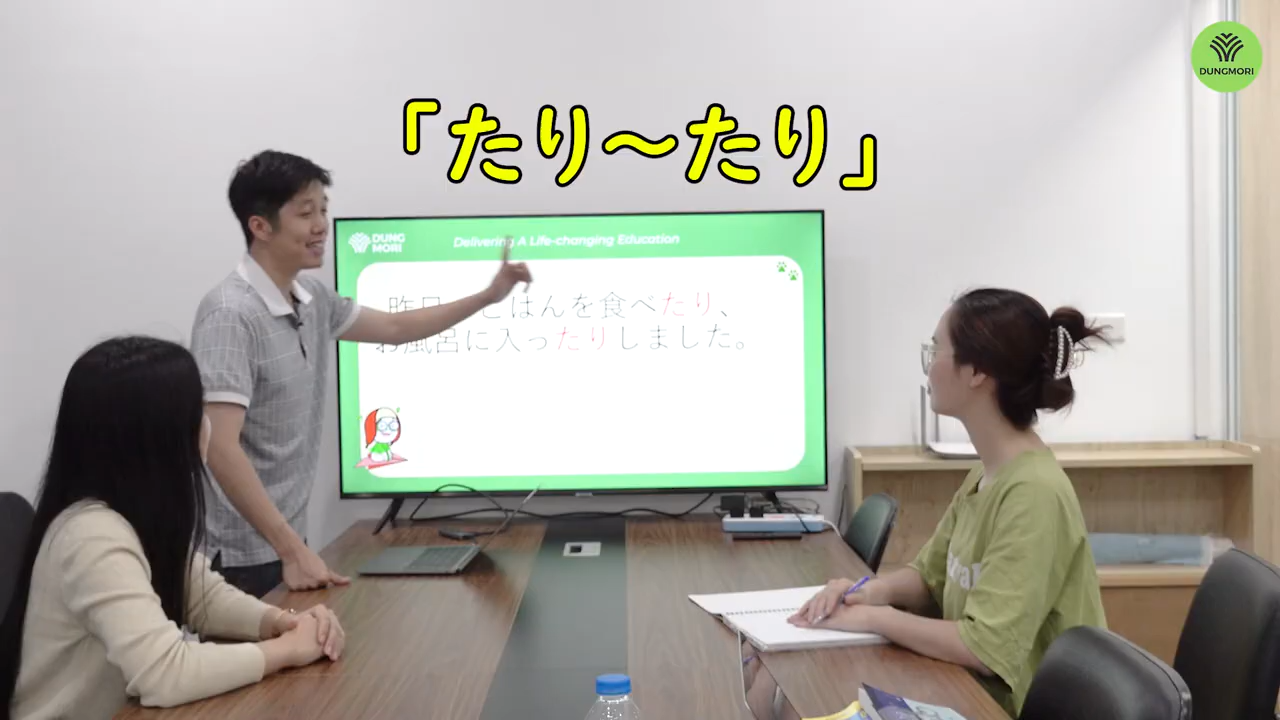 DUNGMORI
「たり～たり」
DUNG
MORI
Delivering A Life-changing Education
昨日 ごはんを食べたり、
お風呂に入ったりしました。